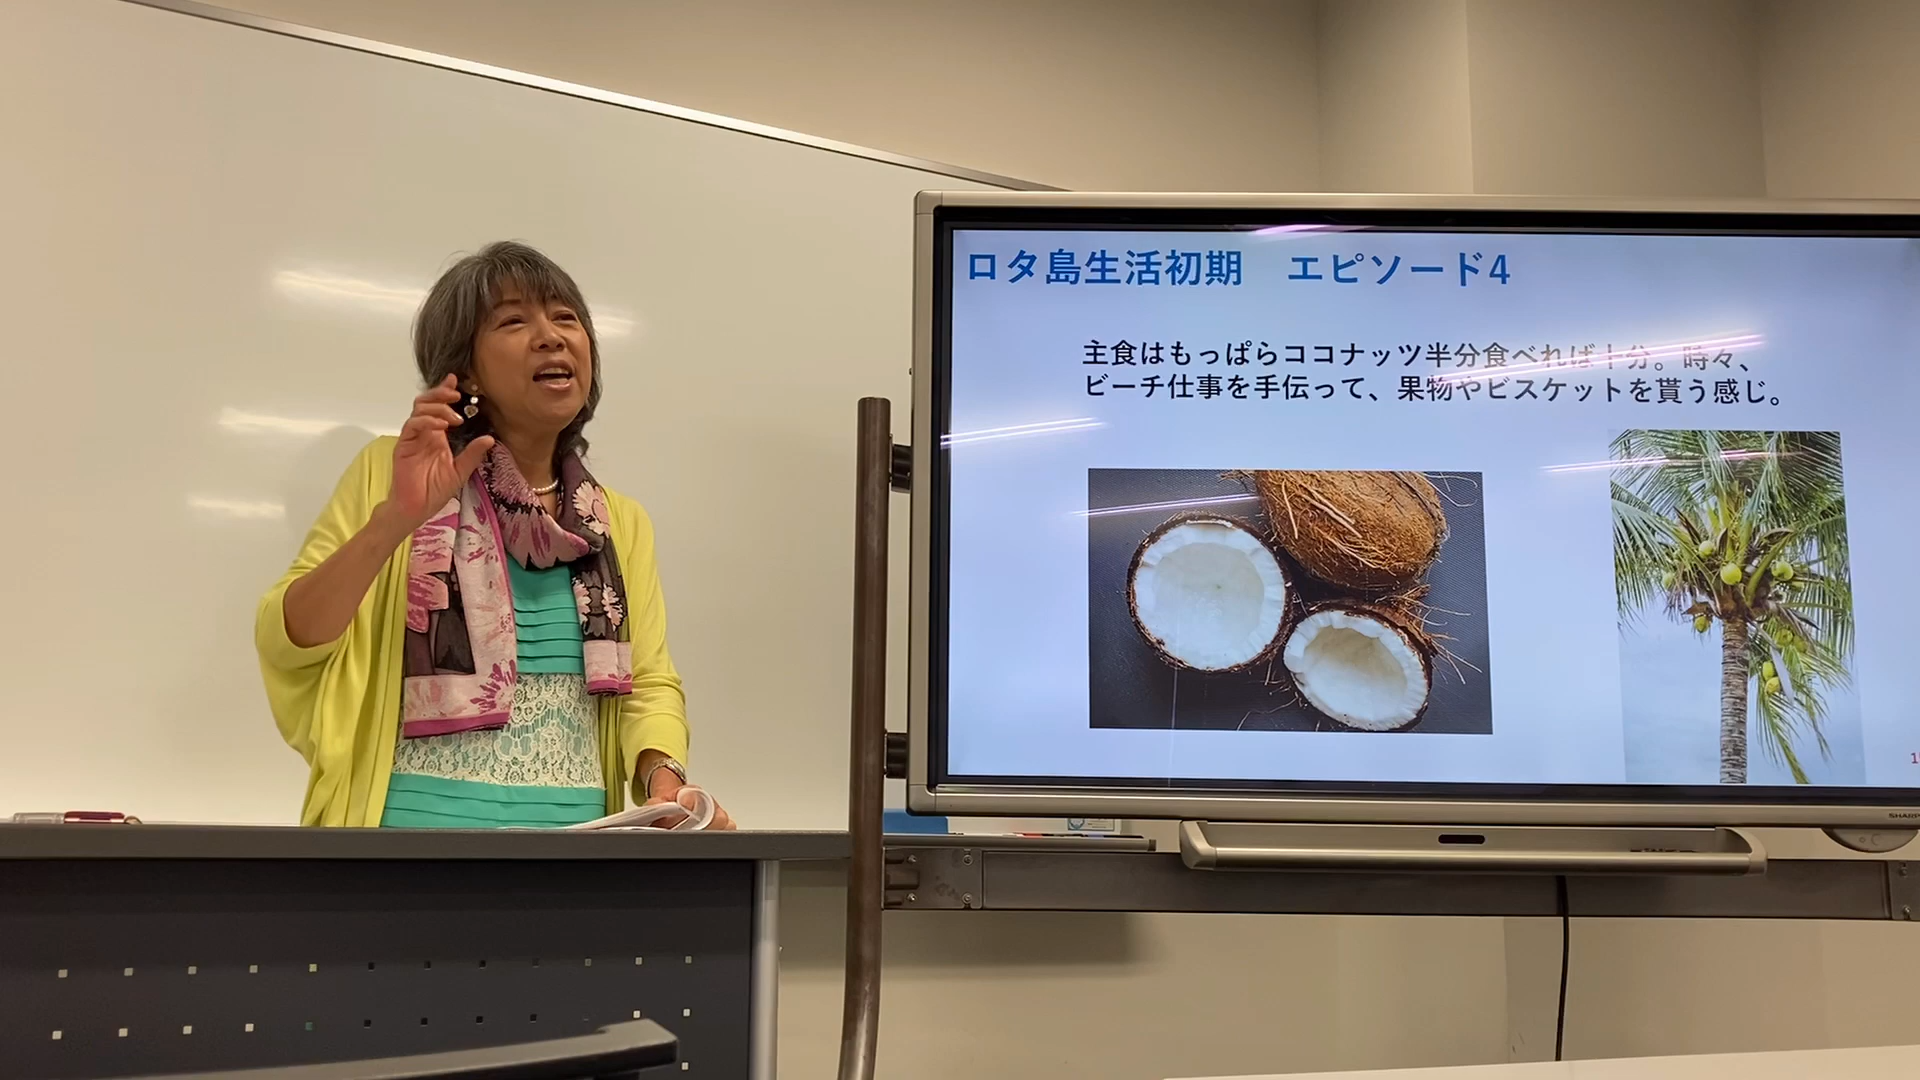 ロタ島生活初期　エピソード4
主食はもっぱらココナッツ半分食べれば十分。時々、
ビーチ仕事を手伝って、果物やビスケットを貰う感じ。
SHARP